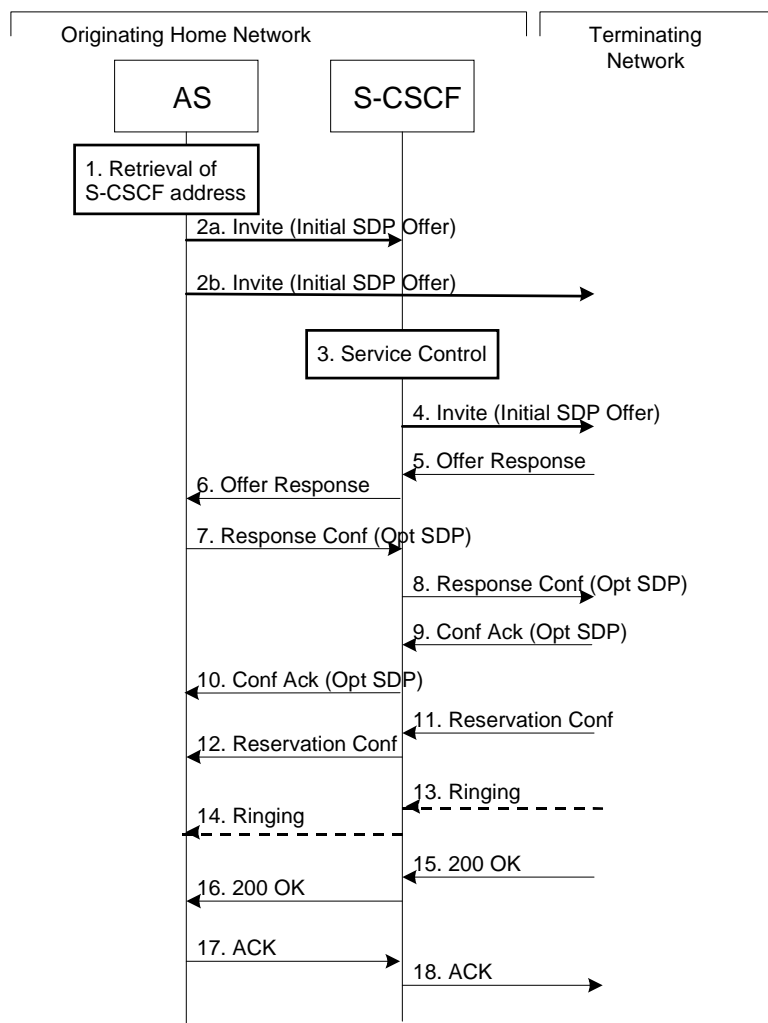 Originating Home Network
Terminating
Network
AS
S-CSCF
1. Retrieval of
S-CSCF address
2a. Invite (Initial SDP Offer)
2b. Invite (Initial SDP Offer)
3. Service Control
4. Invite (Initial SDP Offer)
5. Offer Response
6. Offer Response
7. Response Conf (Opt SDP)
8. Response Conf (Opt SDP)
9. Conf Ack (Opt SDP)
10. Conf Ack (Opt SDP)
11. Reservation Conf
12. Reservation Conf
13. Ringing
14. Ringing
15. 200 OK
16. 200 OK
17. ACK
18. ACK